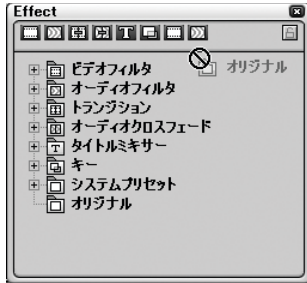 Effect
オリジナル
ビデオフィルタ
オーディオフィルタ
トランジション
オーディオクロスフェード
T タイトルミキサー
キー
システムプリセット
オリジナル